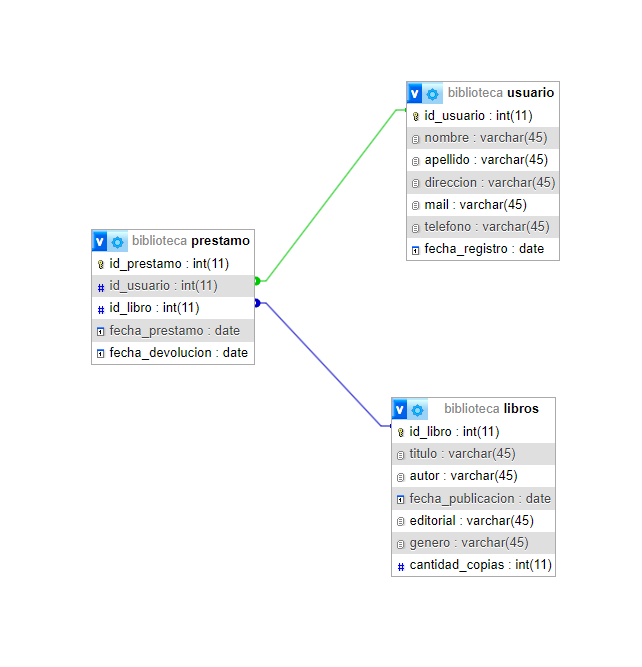 biblioteca usuario
id_usuario : int(11)
nombre : varchar(45)
apellido : varchar(45)
direccion : varchar(45)
mail : varchar(45)
telefono : varchar(45)
fecha_registro : date
biblioteca prestamo
id_prestamo : int(11)
id_usuario : int(11)
id_libro : int(11)
fecha_prestamo : date
fecha_devolucion : date
biblioteca libros
id_libro : int(11)
titulo : varchar(45)
autor : varchar(45)
fecha_publicacion : date
editorial : varchar(45)
genero : varchar(45)
cantidad_copias : int(11)